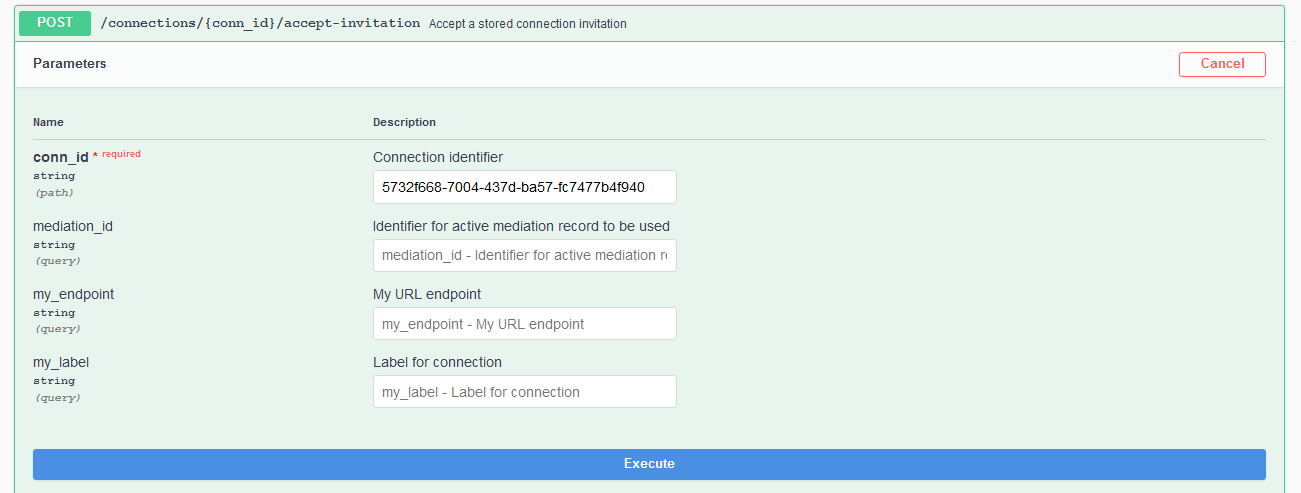 POST /connections/{conn_id}/accept-invitation Accept a stored connection invitation
Parameters Cancel
Name Description
conn_id * required Connection identifier
string 5732f668-7004-437d-ba57-fc7477b4f940
(path)
mediation_id Identifier for active mediation record to be used
string mediation_id - Identifier for active mediation re
(query)
my_endpoint My URL endpoint
string my_endpoint - My URL endpoint
(query)
my_label Label for connection
string my_label - Label for connection
(query)
Execute